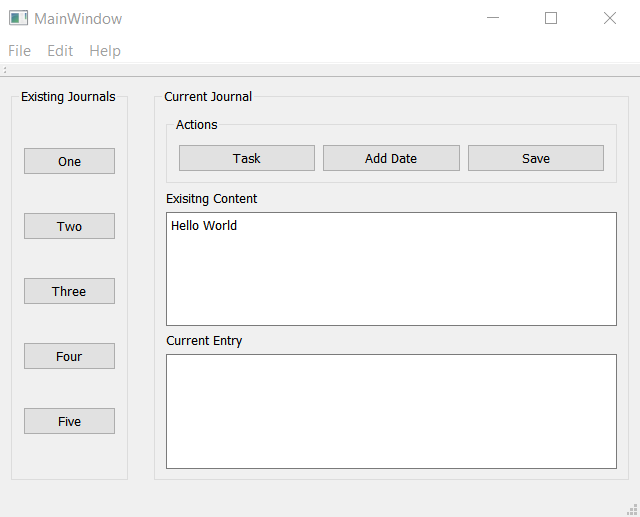 MainWindow
File Edit Help
Existing Journals
One
Two
Three
Four
Five
Current Journal
Actions
Task Add Date Save
Exisitng Content
Hello World
Current Entry